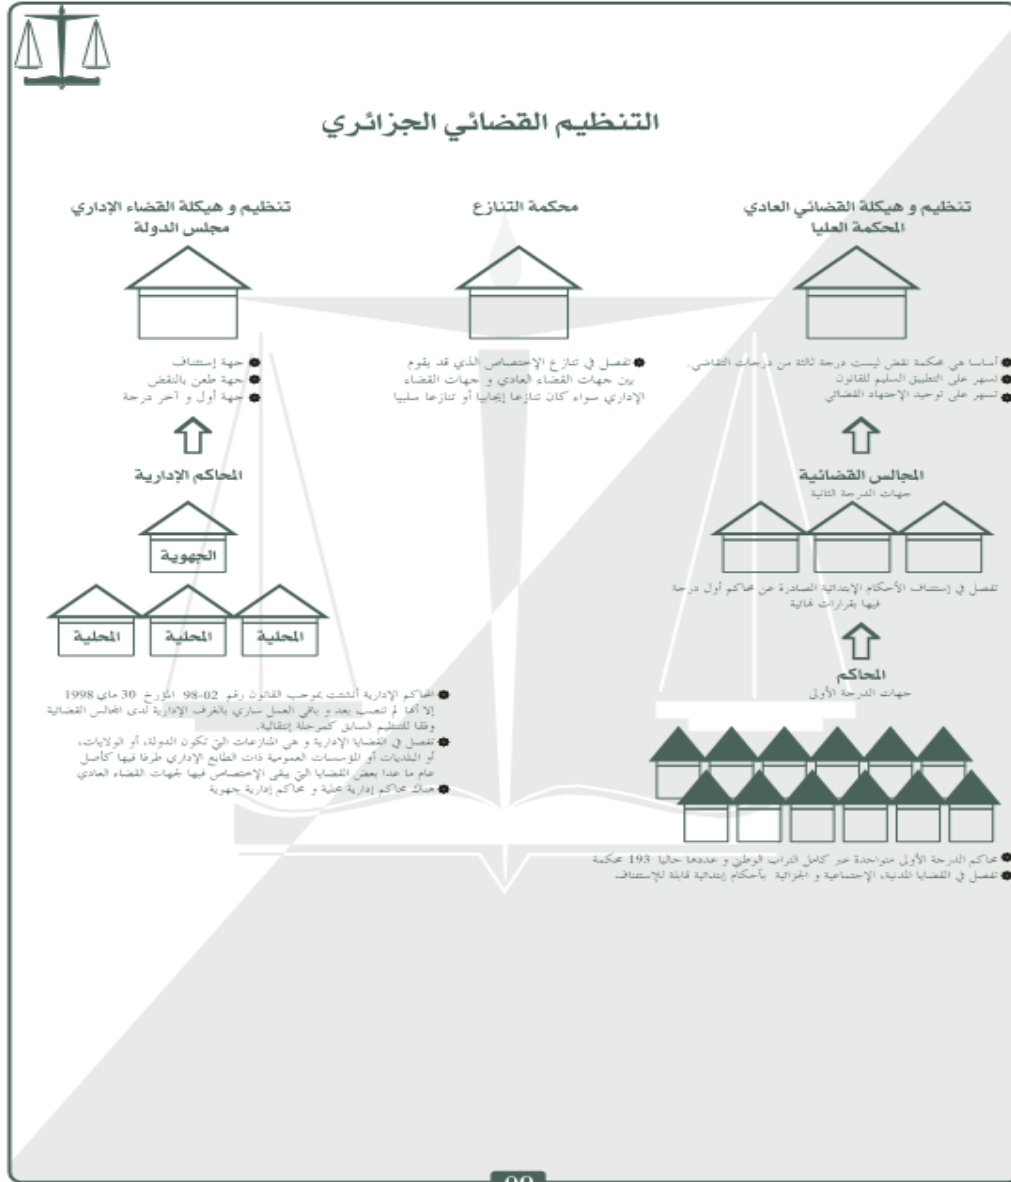 التنظيم القضائي الجزائري
تنظيم و هيكلة القضائي العادي
المحكمة العليا
أساسا هي محكمة نقض ليست درجة ثالثة من درجات التقاضي.
تسهر على التطبيق السليم للقانون
تسهر على توحيد الإجتهاد القضائي
المجالس القضائية
جهات الدرجة الثانية
تفصل في إستئناف الأحكام الإبتدائية الصادرة عن محاكم أول درجة
فيها بقرارات نهائية
المحاكم
جهات الدرجة الأولى
محاكم الدرجة الأولى متواجدة عبر كامل التراب الوطني و عددها حاليا 193 محكمة
تفصل في القضايا المدنية، الإجتماعية و الجزائية بأحكام إبتدائية قابلة للإستئناف.
محكمة التنازع
تفصل في تنازع الإختصاص الذي قد يقوم
بين جهات القضاء العادي و جهات القضاء
الإداري سواء كان تنازعا إيجابيا أو تنازعا سلبيا
تنظيم و هيكلة القضاء الإداري
مجلس الدولة
جهة إستئناف
جهة طعن بالنقض
جهة أول و آخر درجة
المحاكم الإدارية
الجهوية
المحلية
المحلية
المحلية
المحاكم الإدارية أنشئت بموجب القانون رقم 02-98 المؤرخ 30 ماي 1998
إلا أنها لم تنصب بعد و باقي العمل ساري بالغرف الإدارية لدى المجالس القضائية
وفقا للتنظيم السابق كمرحلة إنتقالية.
تفصل في القضايا الإدارية و هي المنازعات التي تكون الدولة، أو الولايات،
أو البلديات أو المؤسسات العمومية ذات الطابع الإداري طرفا فيها كأصل
عام ما عدا بعض القضايا التي يبقى الإختصاص فيها لجهات القضاء العادي
هناك محاكم إدارية محلية و محاكم إدارية جهوية